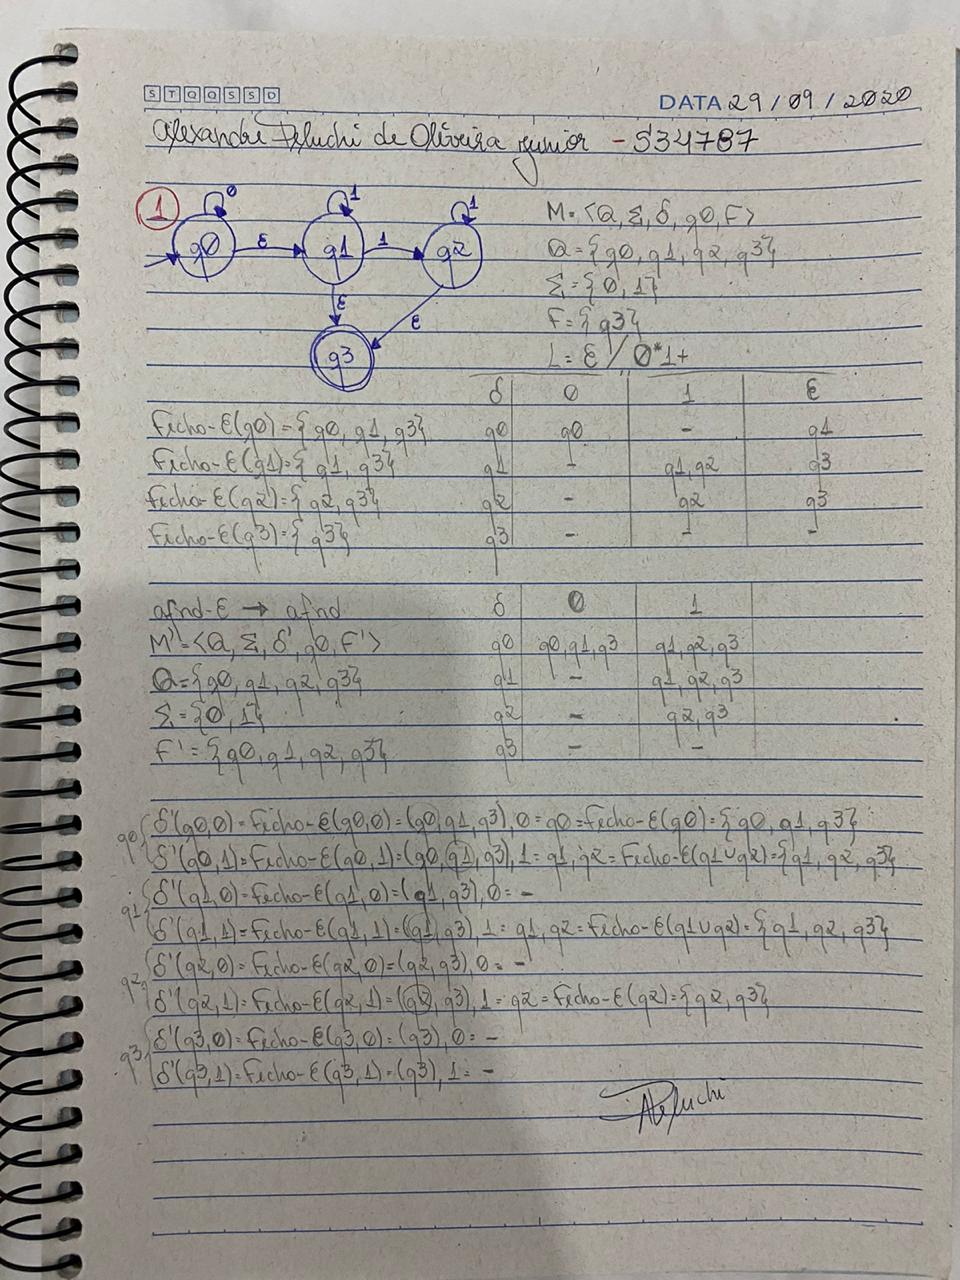 S T Q Q S S D
DATA 29/09/2020
Alexandre Peluchi de Oliveira Junior - 534787
1
0 1 1
q0 ε q1 1 q2
ε ε
q3
M = <Q, Σ, δ, q0, F>
Q = {q0, q1, q2, q3}
Σ = {0, 1}
F = {q3}
L = ε / 0*1+
δ 0 1 ε
Fecho-ε(q0) = {q0, q1, q3} q0 q0 - q1
Fecho-ε(q1) = {q1, q3} q1 - q1, q2 q3
Fecho-ε(q2) = {q2, q3} q2 - q2 q3
Fecho-ε(q3) = {q3} q3 - - -
afnd-ε → afnd δ 0 1
M' = <Q, Σ, δ', q0, F'> q0 q0, q1, q3 q1, q2, q3
Q = {q0, q1, q2, q3} q1 - q1, q2, q3
Σ = {0, 1} q2 - q2, q3
F' = {q0, q1, q2, q3} q3 - -
q0 { δ'(q0,0) = Fecho-ε(q0,0) = (q0, q1, q3), 0 = q0 = Fecho-ε(q0) = {q0, q1, q3}
δ'(q0,1) = Fecho-ε(q0,1) = (q0, q1, q3), 1 = q1, q2 = Fecho-ε(q1∪q2) = {q1, q2, q3}
q1 { δ'(q1,0) = Fecho-ε(q1,0) = (q1, q3), 0 = -
δ'(q1,1) = Fecho-ε(q1,1) = (q1, q3), 1 = q1, q2 = Fecho-ε(q1∪q2) = {q1, q2, q3}
q2 { δ'(q2,0) = Fecho-ε(q2,0) = (q2, q3), 0 = -
δ'(q2,1) = Fecho-ε(q2,1) = (q2, q3), 1 = q2 = Fecho-ε(q2) = {q2, q3}
q3 { δ'(q3,0) = Fecho-ε(q3,0) = (q3), 0 = -
δ'(q3,1) = Fecho-ε(q3,1) = (q3), 1 = -
APeluchi